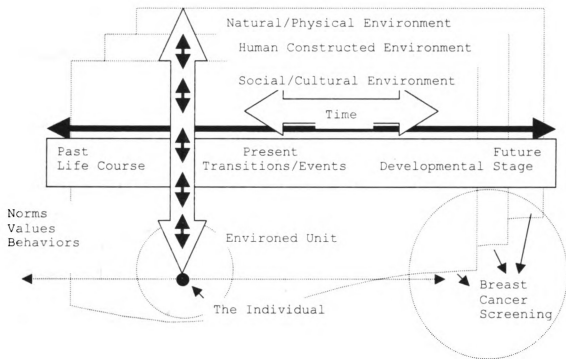 Natural/Physical Environment
Human Constructed Environment
Social/Cultural Environment
Time
Past Present Future
Life Course Transitions/Events Developmental Stage
Norms
Values
Behaviors
Environed Unit
The Individual
Breast
Cancer
Screening